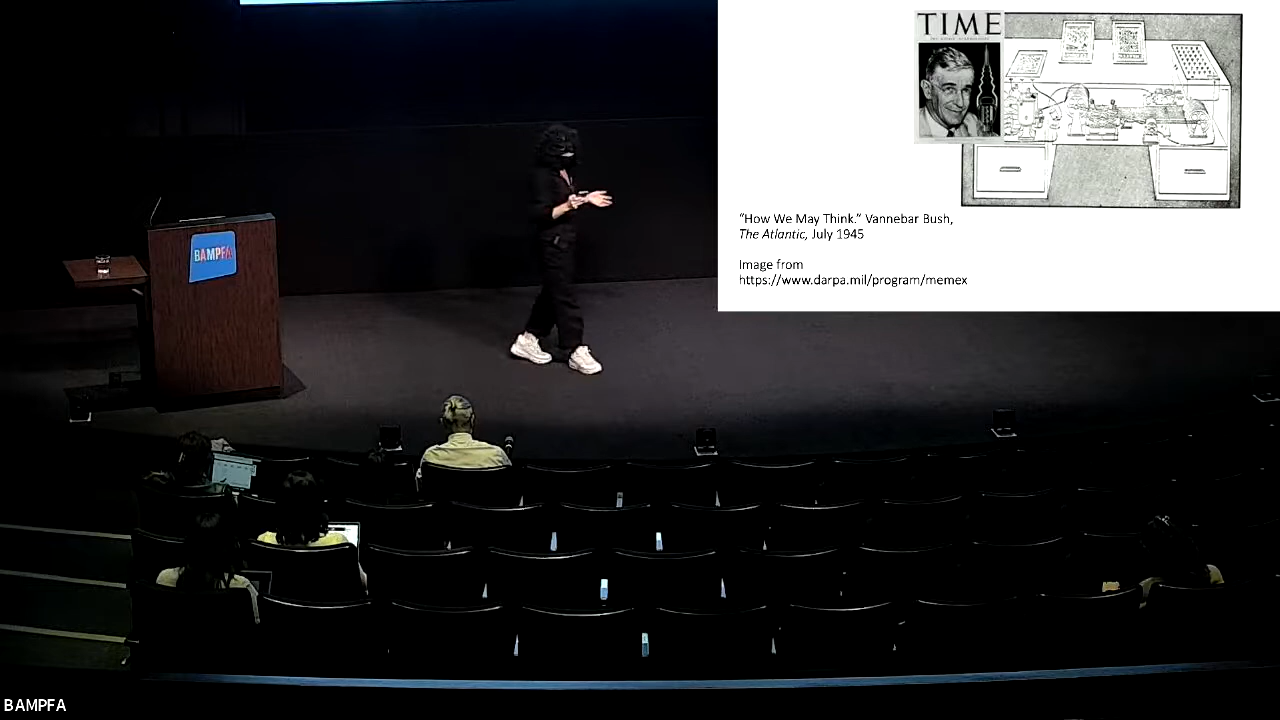 TIME
BAMPFA
“How We May Think.” Vannebar Bush,
The Atlantic, July 1945
Image from
https://www.darpa.mil/program/memex
BAMPFA